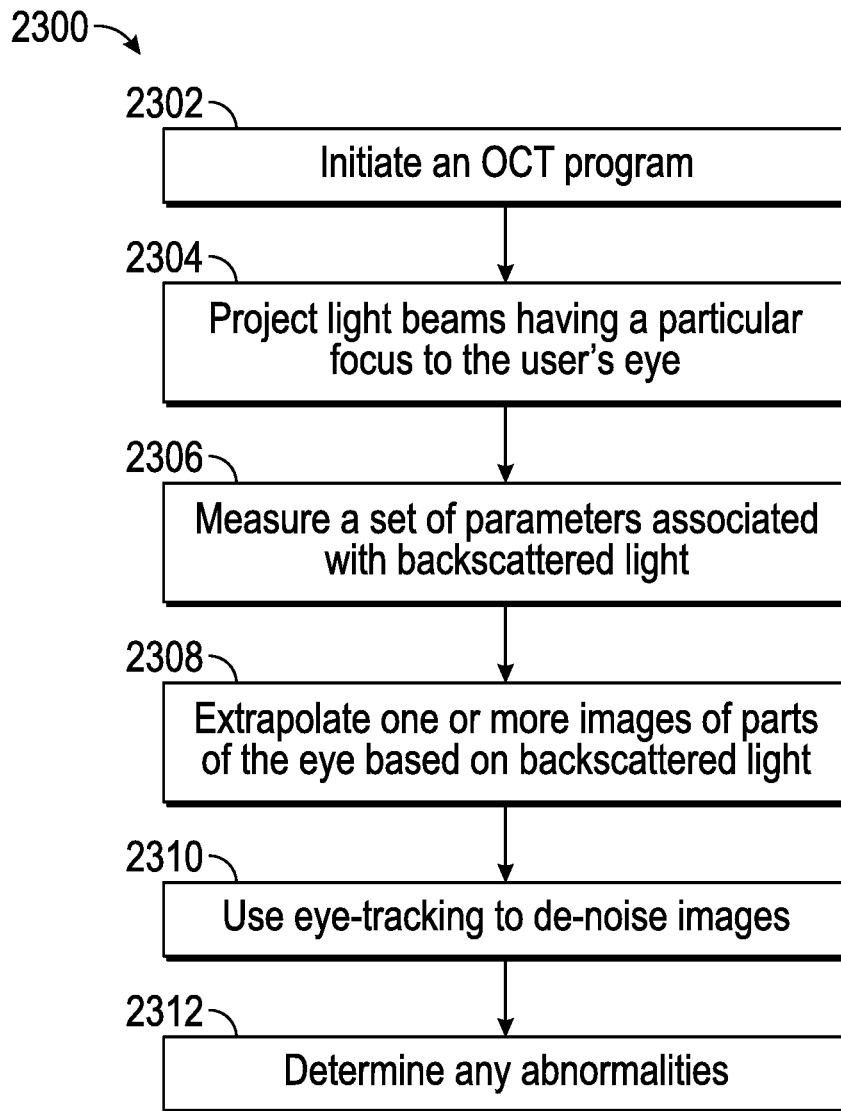 2300
2302
Initiate an OCT program
2304
Project light beams having a particular
focus to the user's eye
2306
Measure a set of parameters associated
with backscattered light
2308
Extrapolate one or more images of parts
of the eye based on backscattered light
2310
Use eye-tracking to de-noise images
2312
Determine any abnormalities